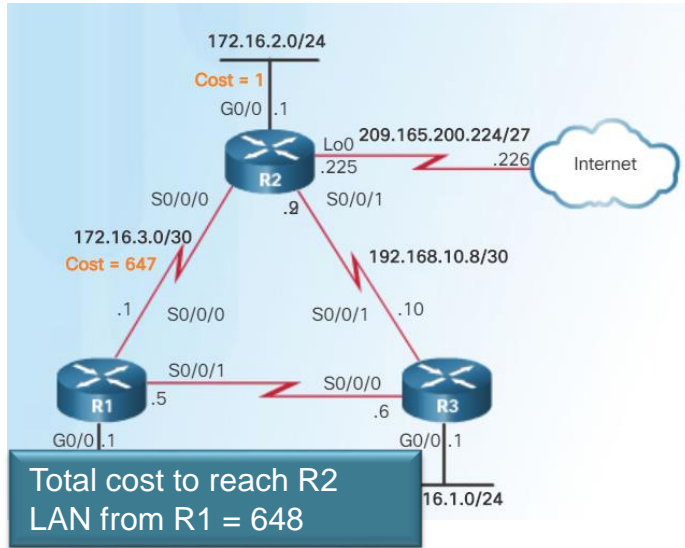 172.16.2.0/24
Cost = 1
G0/0 .1
Lo0 209.165.200.224/27
.225
.226
Internet
R2
S0/0/0
S0/0/1
172.16.3.0/30
192.168.10.8/30
Cost = 647
.1
S0/0/0
S0/0/1
.10
S0/0/1
S0/0/0
R1
.5
.6
R3
G0/0 .1
G0/0 .1
16.1.0/24
Total cost to reach R2
LAN from R1 = 648